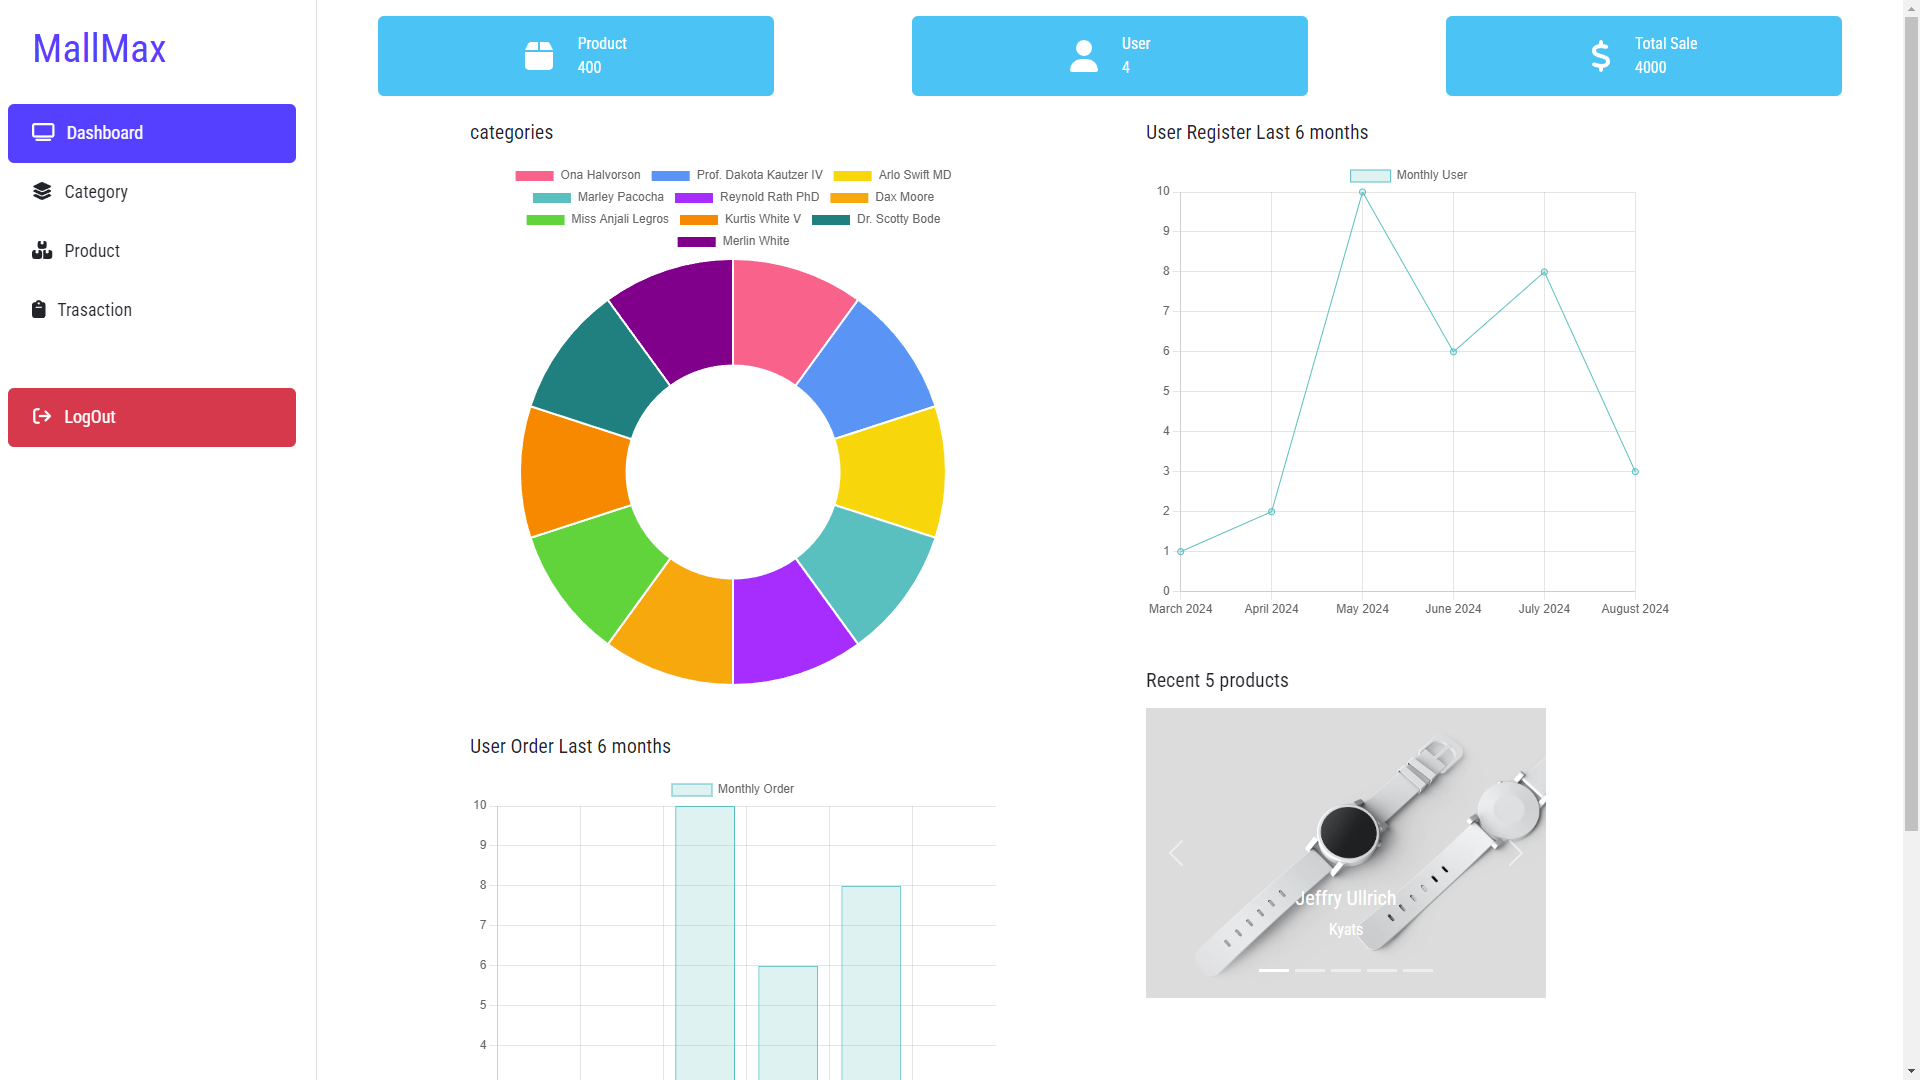 MallMax
Dashboard
Category
Product
Trasaction
LogOut
Product
400
User
4
Total Sale
4000
categories
Ona Halvorson Prof. Dakota Kautzer IV Arlo Swift MD
Marley Pacocha Reynold Rath PhD Dax Moore
Miss Anjali Legros Kurtis White V Dr. Scotty Bode
Merlin White
User Register Last 6 months
Monthly User
10
9
8
7
6
5
4
3
2
1
0
March 2024 April 2024 May 2024 June 2024 July 2024 August 2024
User Order Last 6 months
Monthly Order
10
9
8
7
6
5
4
Recent 5 products
Jeffry Ullrich
Kyats